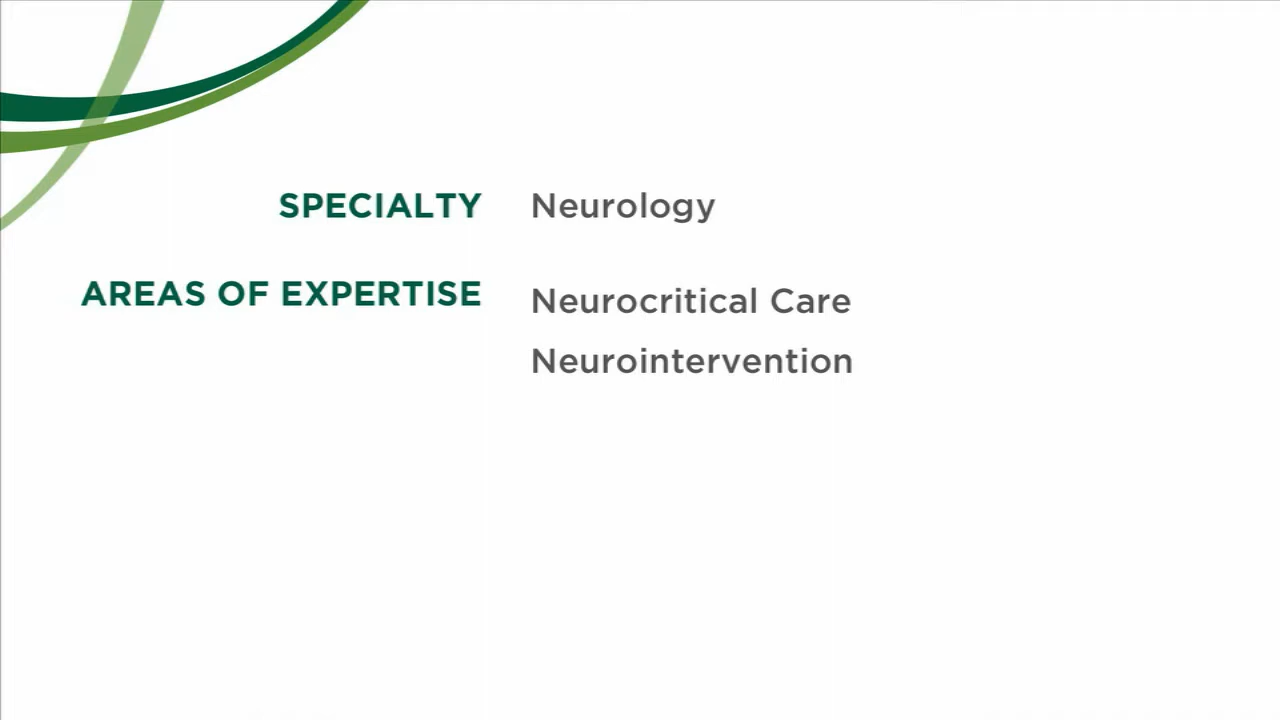 SPECIALTY Neurology
AREAS OF EXPERTISE Neurocritical Care
Neurointervention